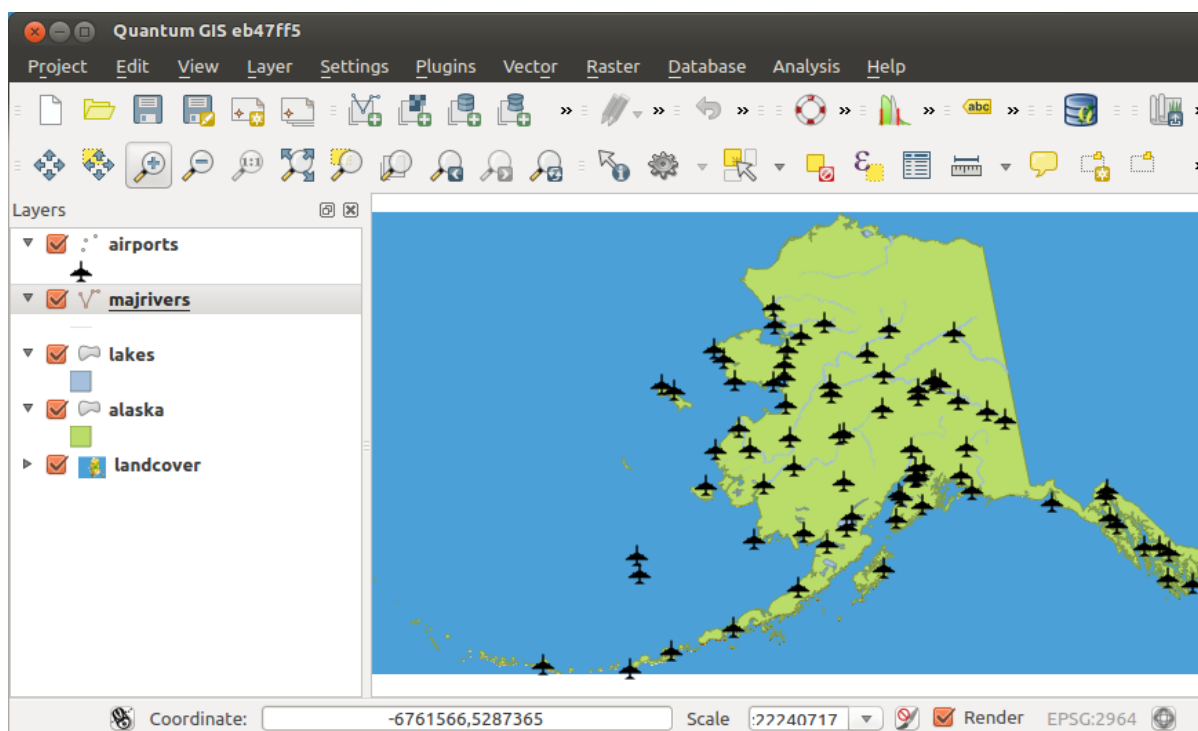 Quantum GIS eb47ff5
Project Edit View Layer Settings Plugins Vector Raster Database Analysis Help
» » » » » abc »
1:1 ε
Layers
airports
majrivers
lakes
alaska
landcover
Coordinate: -6761566,5287365 Scale :22240717 Render EPSG:2964